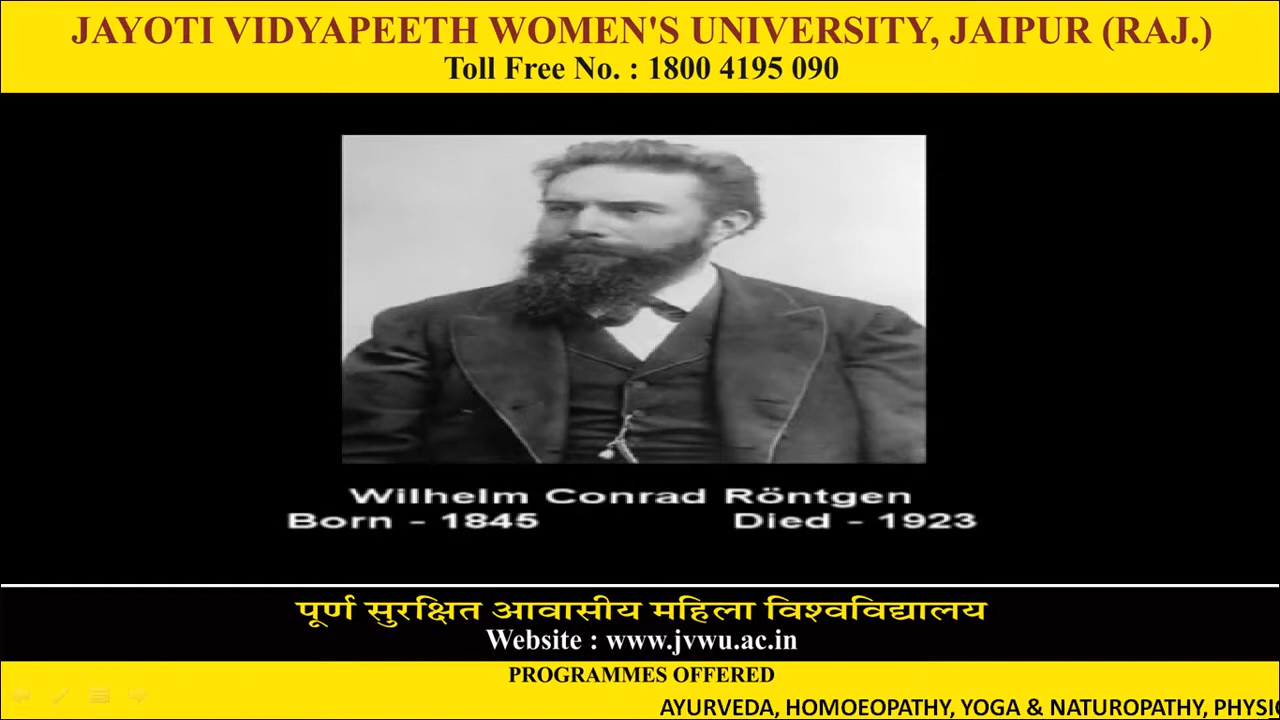 JAYOTI VIDYAPEETH WOMEN'S UNIVERSITY, JAIPUR (RAJ.)
Toll Free No. : 1800 4195 090
Wilhelm Conrad Röntgen
Born - 1845 Died - 1923
पूर्ण सुरक्षित आवासीय महिला विश्वविद्यालय
Website : www.jvwu.ac.in
PROGRAMMES OFFERED
AYURVEDA, HOMOEOPATHY, YOGA & NATUROPATHY,